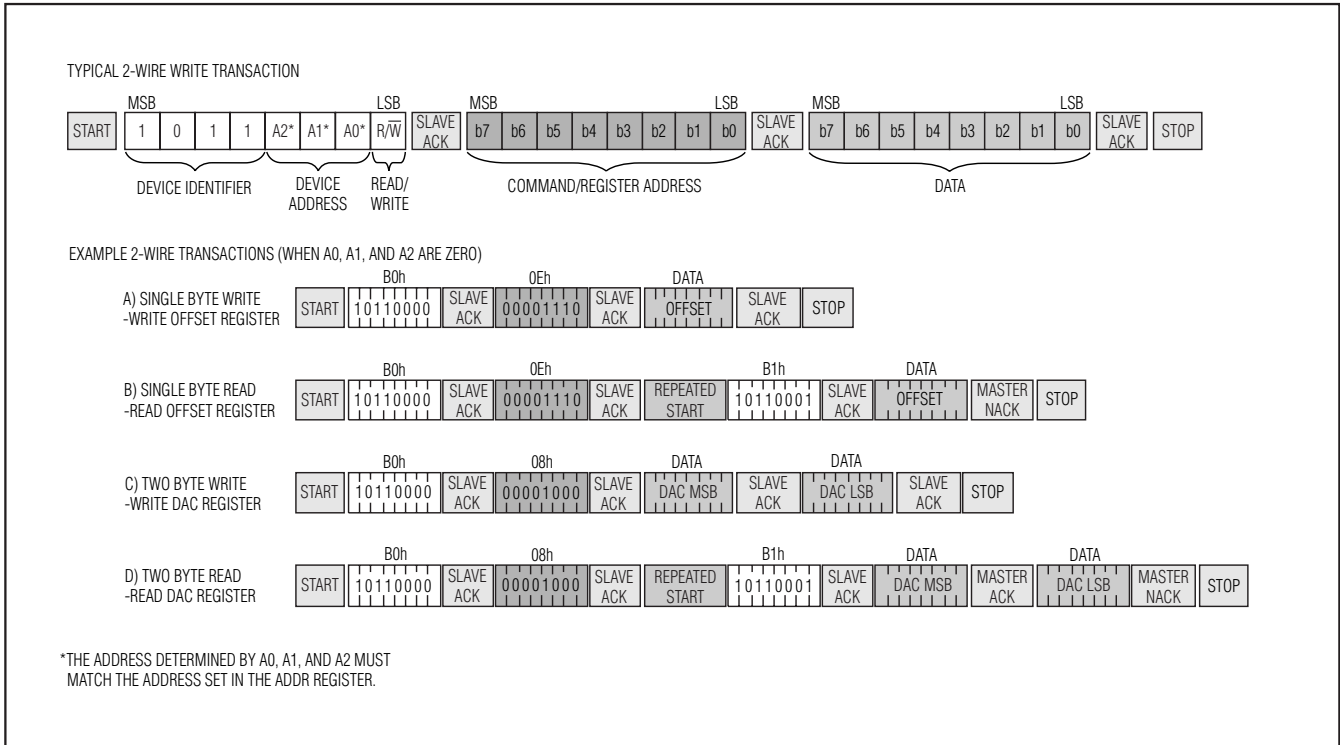 TYPICAL 2-WIRE WRITE TRANSACTION
MSB LSB MSB LSB MSB LSB
START 1 0 1 1 A2* A1* A0* R/W̅ SLAVE ACK b7 b6 b5 b4 b3 b2 b1 b0 SLAVE ACK b7 b6 b5 b4 b3 b2 b1 b0 SLAVE ACK STOP
DEVICE IDENTIFIER DEVICE ADDRESS READ/WRITE COMMAND/REGISTER ADDRESS DATA
EXAMPLE 2-WIRE TRANSACTIONS (WHEN A0, A1, AND A2 ARE ZERO)
B0h 0Eh DATA
A) SINGLE BYTE WRITE
-WRITE OFFSET REGISTER
START 10110000 SLAVE ACK 00001110 SLAVE ACK OFFSET SLAVE ACK STOP
B0h 0Eh B1h DATA
B) SINGLE BYTE READ
-READ OFFSET REGISTER
START 10110000 SLAVE ACK 00001110 SLAVE ACK REPEATED START 10110001 SLAVE ACK OFFSET MASTER NACK STOP
B0h 08h DATA DATA
C) TWO BYTE WRITE
-WRITE DAC REGISTER
START 10110000 SLAVE ACK 00001000 SLAVE ACK DAC MSB SLAVE ACK DAC LSB SLAVE ACK STOP
B0h 08h B1h DATA DATA
D) TWO BYTE READ
-READ DAC REGISTER
START 10110000 SLAVE ACK 00001000 SLAVE ACK REPEATED START 10110001 SLAVE ACK DAC MSB MASTER ACK DAC LSB MASTER NACK STOP
*THE ADDRESS DETERMINED BY A0, A1, AND A2 MUST
MATCH THE ADDRESS SET IN THE ADDR REGISTER.